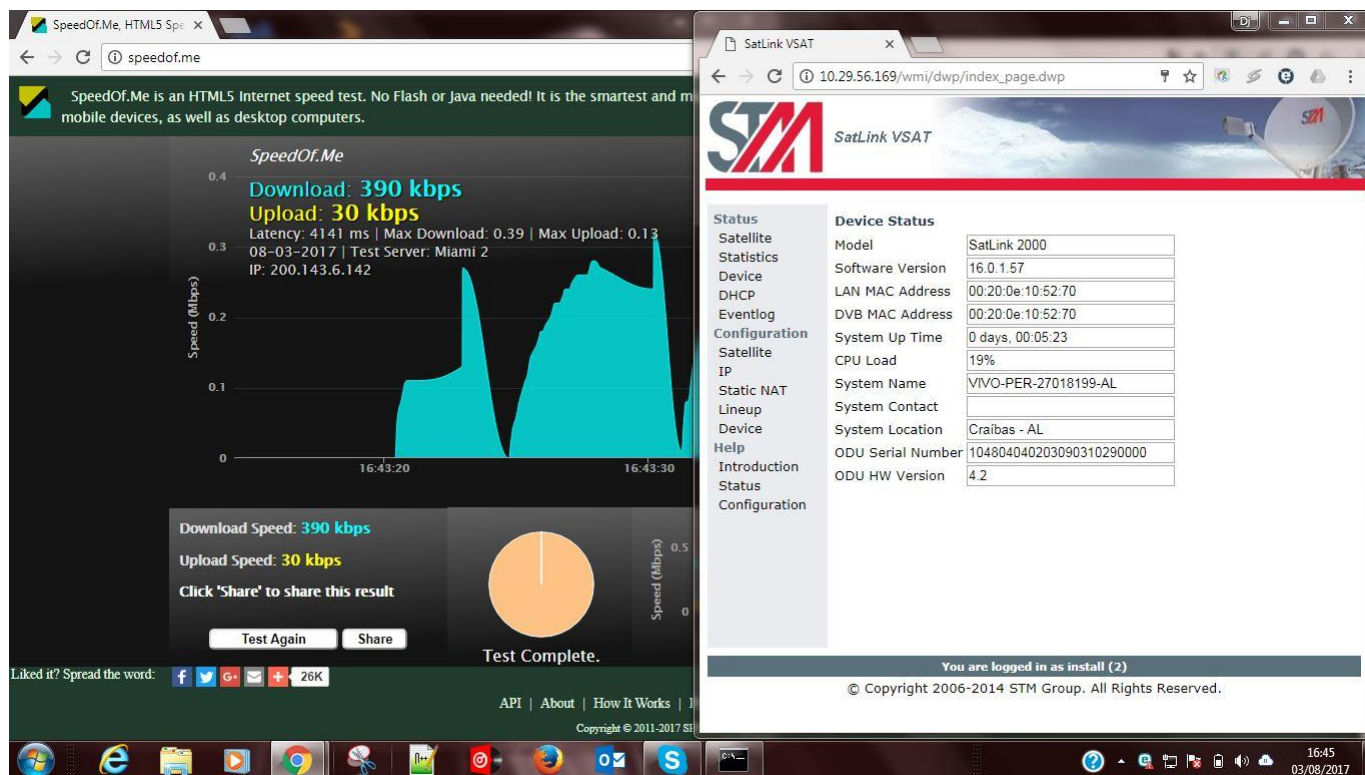 SpeedOf.Me, HTML5 Spe
speedof.me
SpeedOf.Me is an HTML5 Internet speed test. No Flash or Java needed! It is the smartest and m
mobile devices, as well as desktop computers.
SpeedOf.Me
Download: 390 kbps
Upload: 30 kbps
Latency: 4141 ms | Max Download: 0.39 | Max Upload: 0.13
08-03-2017 | Test Server: Miami 2
IP: 200.143.6.142
0.4
0.3
0.2
0.1
0
Speed (Mbps)
16:43:20
16:43:30
Download Speed: 390 kbps
Upload Speed: 30 kbps
Click 'Share' to share this result
Test Again
Share
Test Complete.
Speed (Mbps)
0.5
0
Liked it? Spread the word:
26K
API | About | How It Works |
Copyright © 2011-2017
Dj
SatLink VSAT
10.29.56.169/wmi/dwp/index_page.dwp
STM
SatLink VSAT
STM
Status
Satellite
Statistics
Device
DHCP
Eventlog
Configuration
Satellite
IP
Static NAT
Lineup
Device
Help
Introduction
Status
Configuration
Device Status
Model SatLink 2000
Software Version 16.0.1.57
LAN MAC Address 00:20:0e:10:52:70
DVB MAC Address 00:20:0e:10:52:70
System Up Time 0 days, 00:05:23
CPU Load 19%
System Name VIVO-PER-27018199-AL
System Contact
System Location Craíbas - AL
ODU Serial Number 104804040203090310290000
ODU HW Version 4.2
You are logged in as install (2)
© Copyright 2006-2014 STM Group. All Rights Reserved.
16:45
03/08/2017